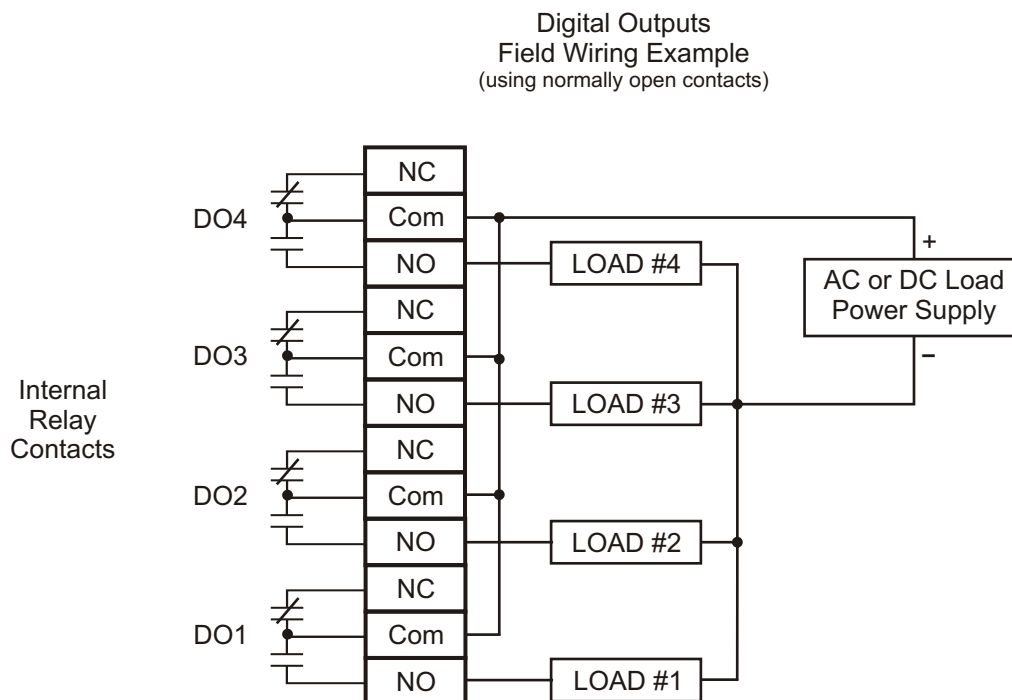 Digital Outputs
Field Wiring Example
(using normally open contacts)
NC
DO4
Com
+
NO
LOAD #4
AC or DC Load
Power Supply
NC
DO3
Com
–
Internal
Relay
Contacts
NO
LOAD #3
NC
DO2
Com
NO
LOAD #2
NC
DO1
Com
NO
LOAD #1